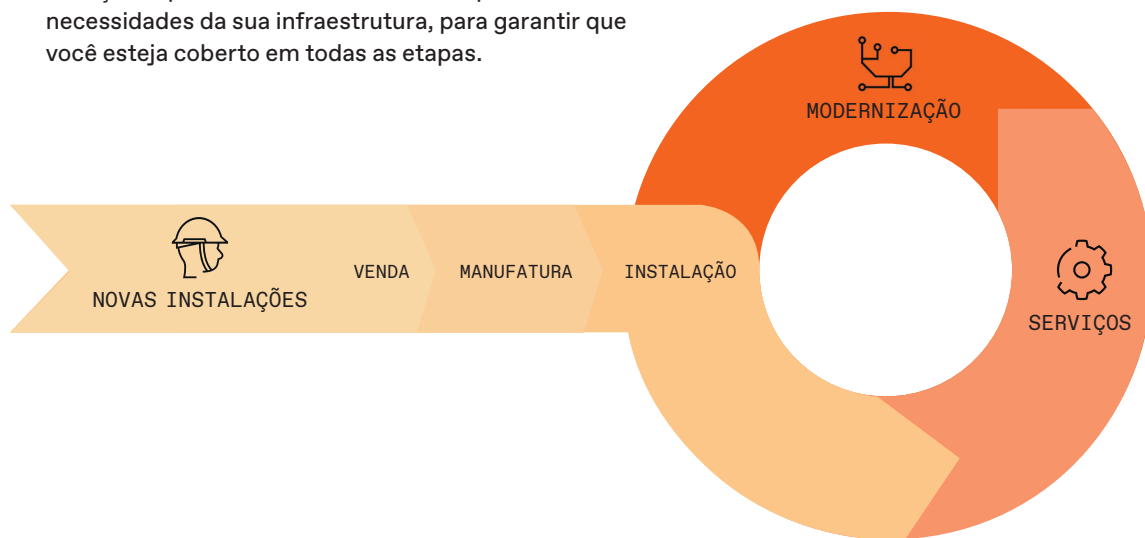 necessidades da sua infraestrutura, para garantir que
você esteja coberto em todas as etapas.
MODERNIZAÇÃO
NOVAS INSTALAÇÕES
VENDA
MANUFATURA
INSTALAÇÃO
SERVIÇOS